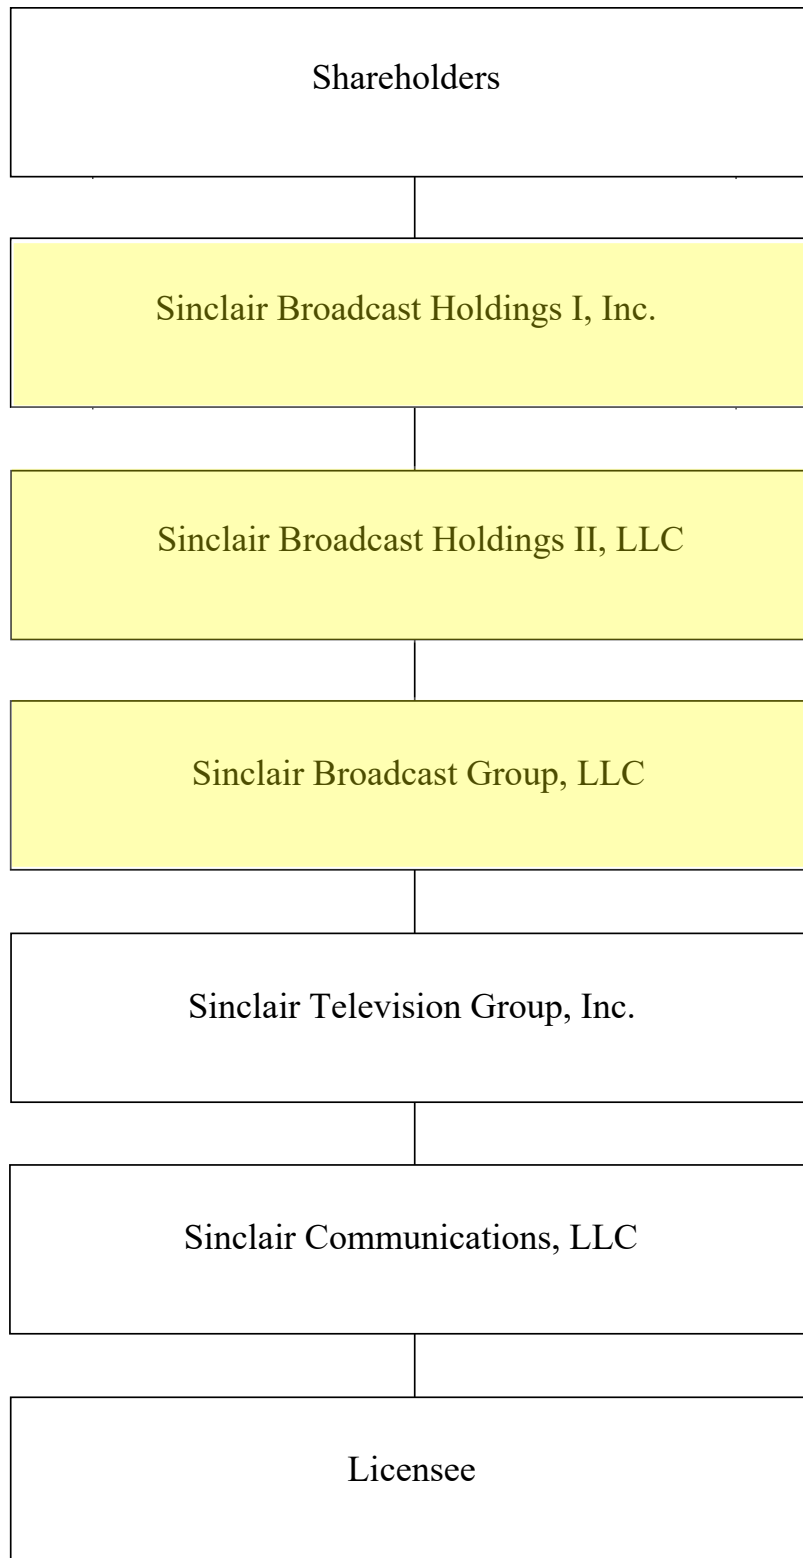 Shareholders
Sinclair Broadcast Holdings I, Inc.
Sinclair Broadcast Holdings II, LLC
Sinclair Broadcast Group, LLC
Sinclair Television Group, Inc.
Sinclair Communications, LLC
Licensee